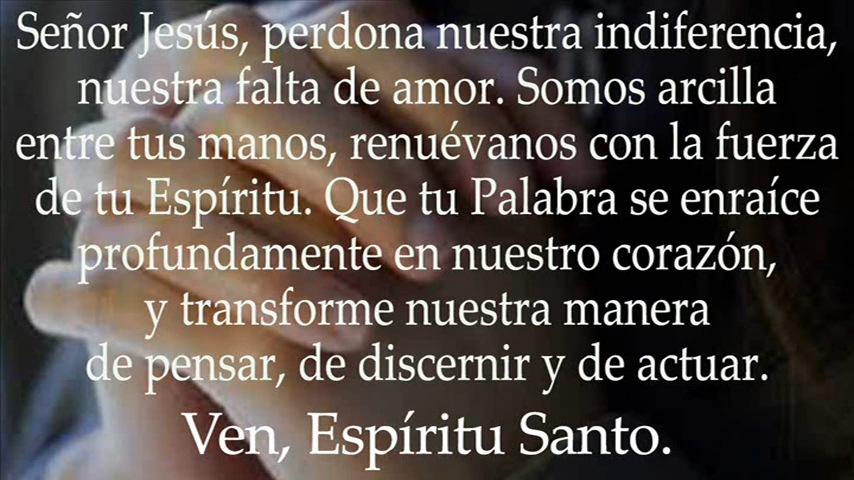 Señor Jesús, perdona nuestra indiferencia,
nuestra falta de amor. Somos arcilla
entre tus manos, renuévanos con la fuerza
de tu Espíritu. Que tu Palabra se enraíce
profundamente en nuestro corazón,
y transforme nuestra manera
de pensar, de discernir y de actuar.
Ven, Espíritu Santo.